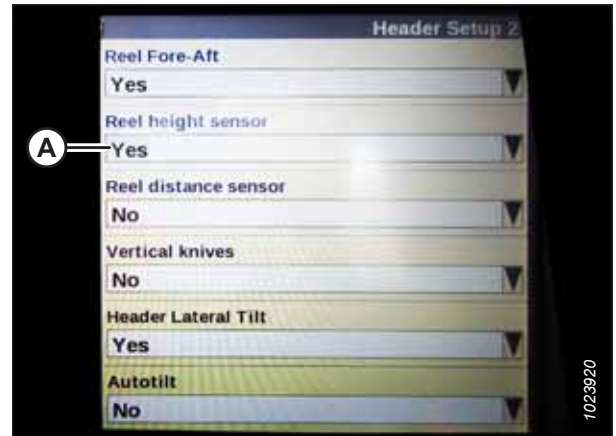 Header Setup 2
Reel Fore-Aft
Yes
Reel height sensor
A
Yes
Reel distance sensor
No
Vertical knives
No
Header Lateral Tilt
Yes
Autotilt
No
1023920